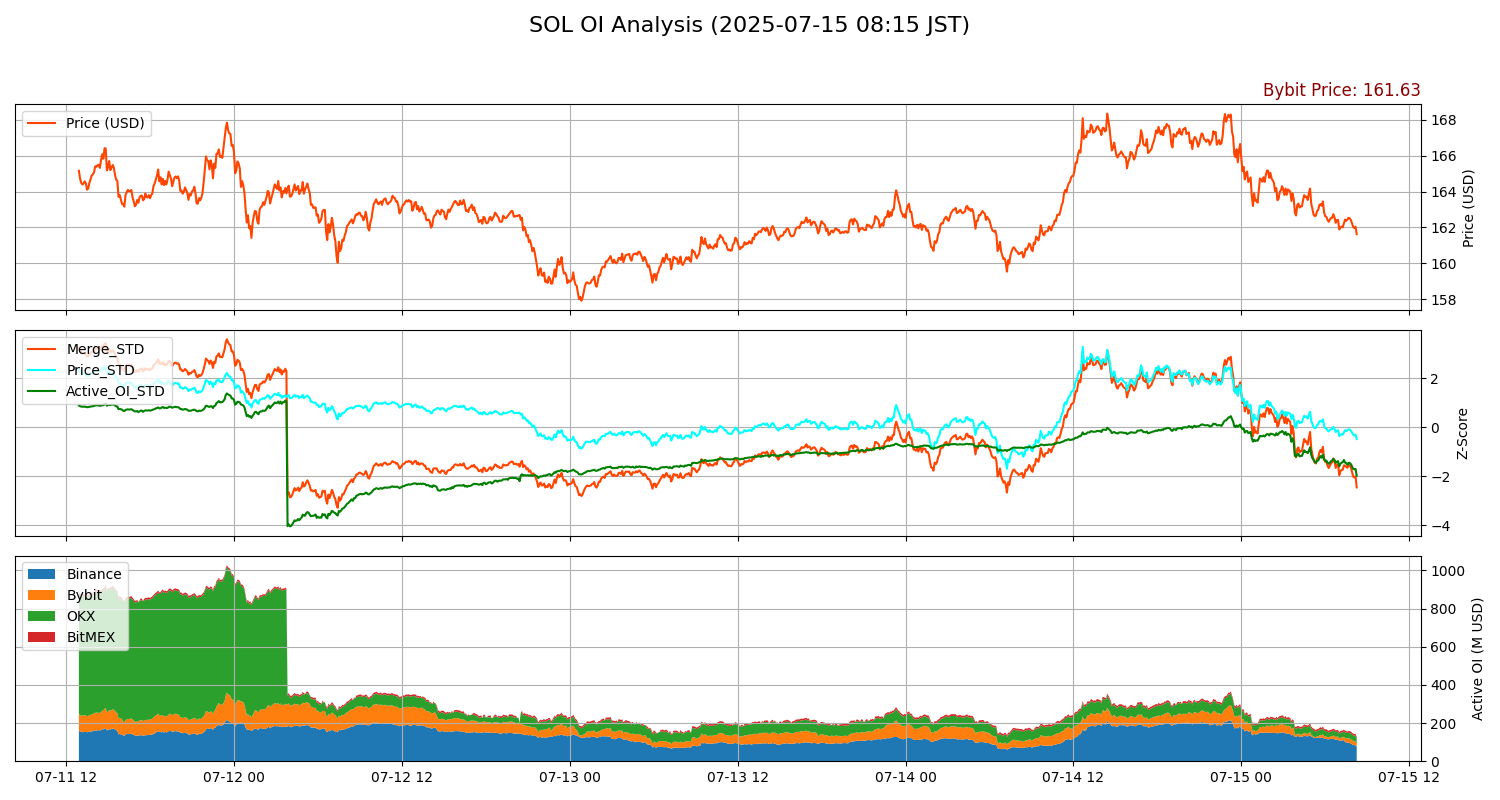 SOL OI Analysis (2025-07-15 08:15 JST)
Bybit Price: 161.63
Price (USD)
168
166
164
162
160
158
Price (USD)
Merge_STD
Price_STD
Active_OI_STD
2
0
−2
−4
Z-Score
Binance
Bybit
OKX
BitMEX
1000
800
600
400
200
0
Active OI (M USD)
07-11 12
07-12 00
07-12 12
07-13 00
07-13 12
07-14 00
07-14 12
07-15 00
07-15 12